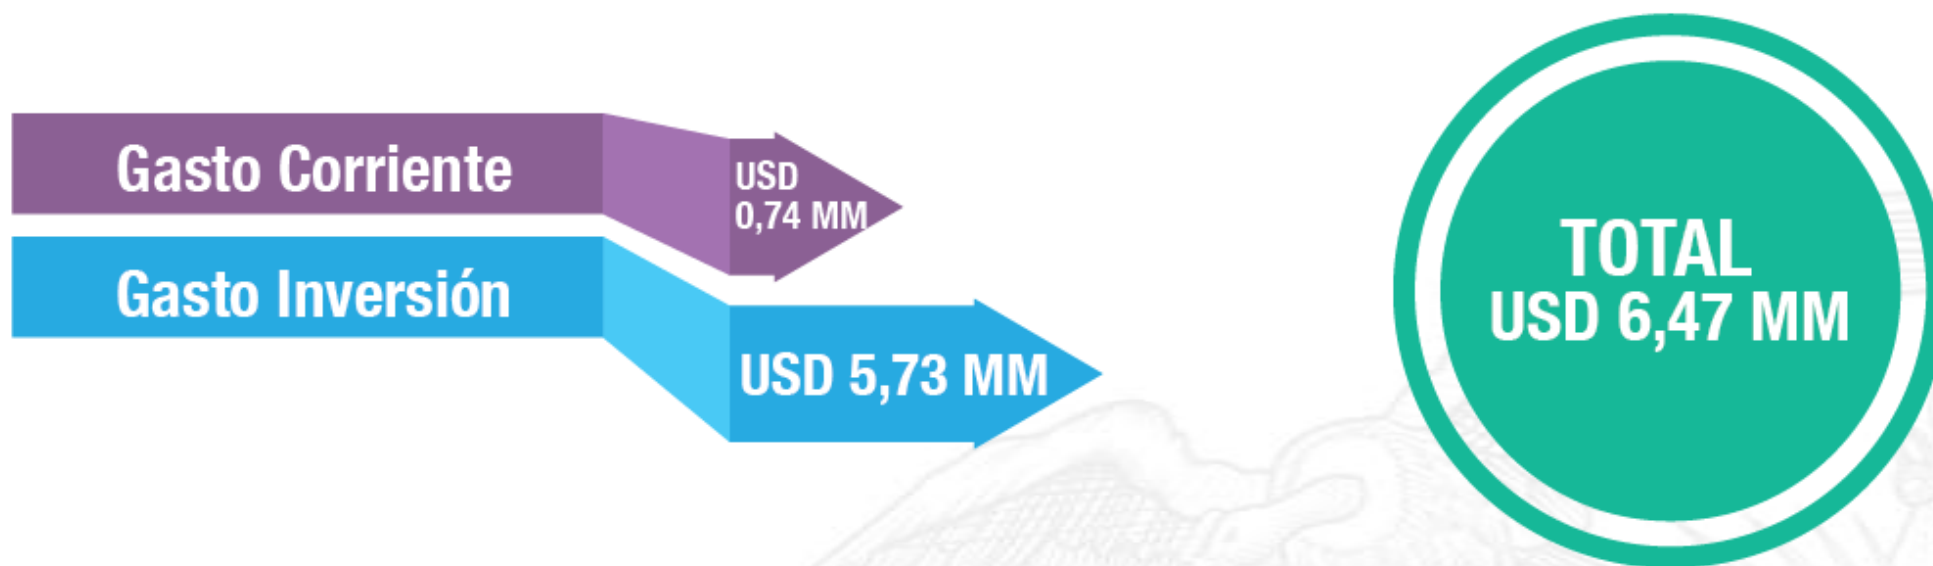 Gasto Corriente
USD
0,74 MM
Gasto Inversión
USD 5,73 MM
TOTAL
USD 6,47 MM